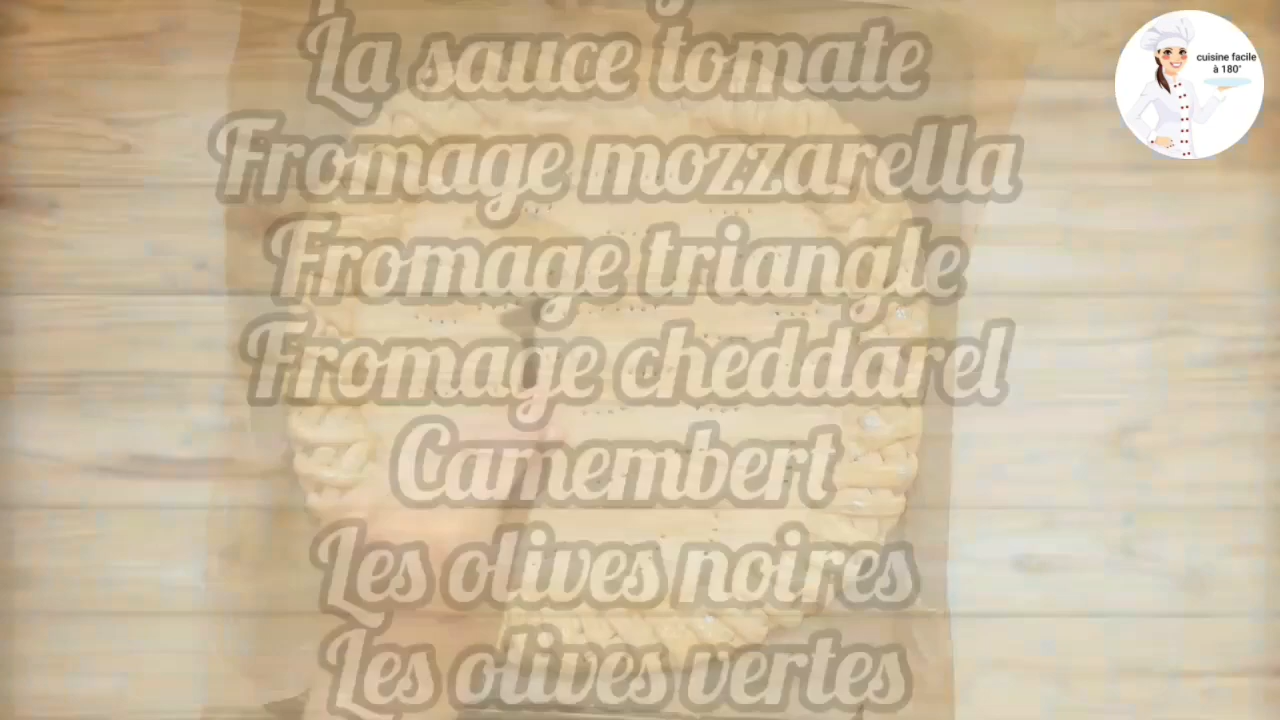 La sauce tomate
Fromage mozzarella
Fromage triangle
Fromage cheddarel
Camembert
Les olives noires
Les olives vertes
cuisine facile
à 180°